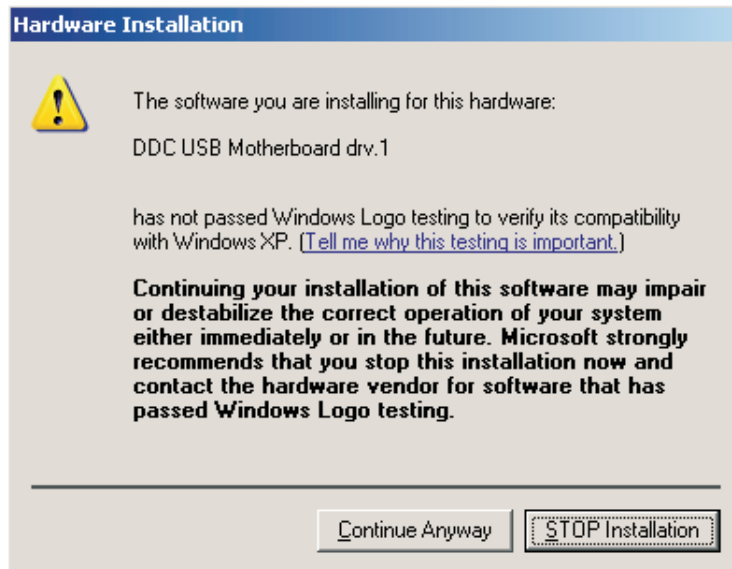 Hardware Installation
The software you are installing for this hardware:
DDC USB Motherboard drv.1
has not passed Windows Logo testing to verify its compatibility
with Windows XP. (Tell me why this testing is important.)
Continuing your installation of this software may impair
or destabilize the correct operation of your system
either immediately or in the future. Microsoft strongly
recommends that you stop this installation now and
contact the hardware vendor for software that has
passed Windows Logo testing.
Continue Anyway
STOP Installation